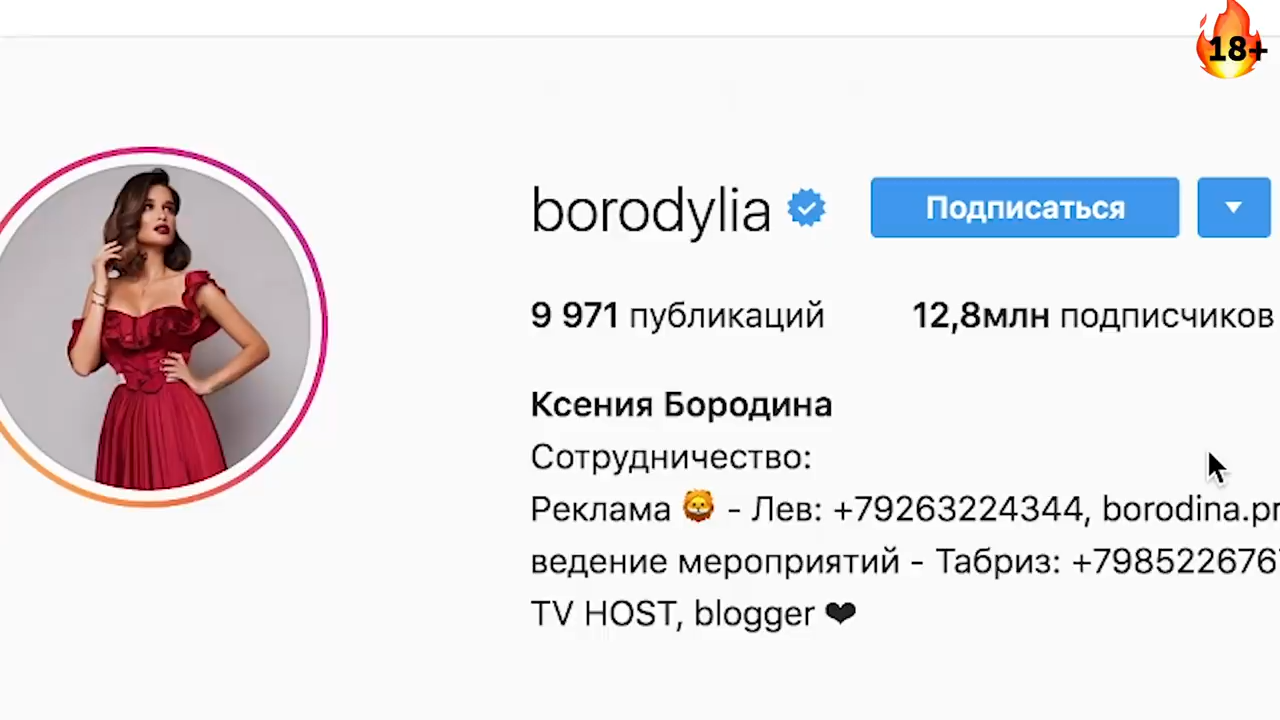 18+
borodylia
Подписаться
9 971 публикаций 12,8млн подписчиков
Ксения Бородина
Сотрудничество:
Реклама 🦁 - Лев: +79263224344, borodina.pr
ведение мероприятий - Табриз: +7985226767
TV HOST, blogger ❤